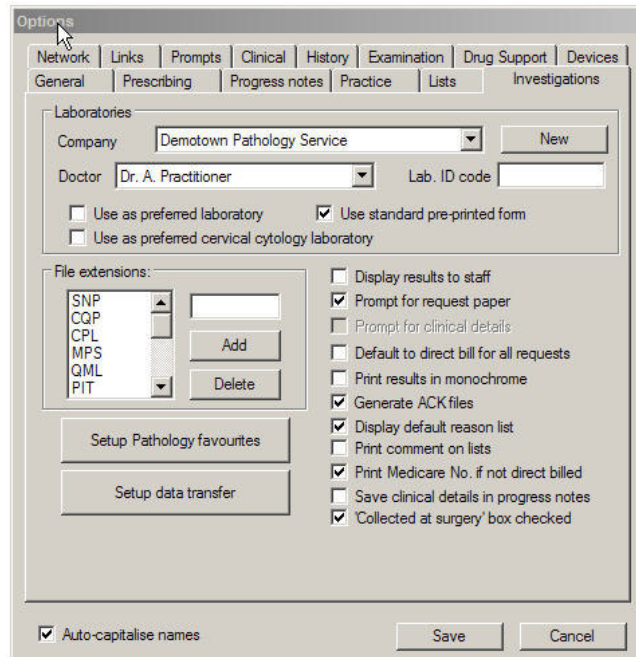 Options
Network Links Prompts Clinical History Examination Drug Support Devices
General Prescribing Progress notes Practice Lists Investigations
Laboratories
Company Demotown Pathology Service New
Doctor Dr. A. Practitioner Lab. ID code
Use as preferred laboratory Use standard pre-printed form
Use as preferred cervical cytology laboratory
File extensions:
SNP
CQP
CPL
MPS
QML
PIT
Add
Delete
Setup Pathology favourites
Setup data transfer
Display results to staff
Prompt for request paper
Prompt for clinical details
Default to direct bill for all requests
Print results in monochrome
Generate ACK files
Display default reason list
Print comment on lists
Print Medicare No. if not direct billed
Save clinical details in progress notes
'Collected at surgery' box checked
Auto-capitalise names Save Cancel